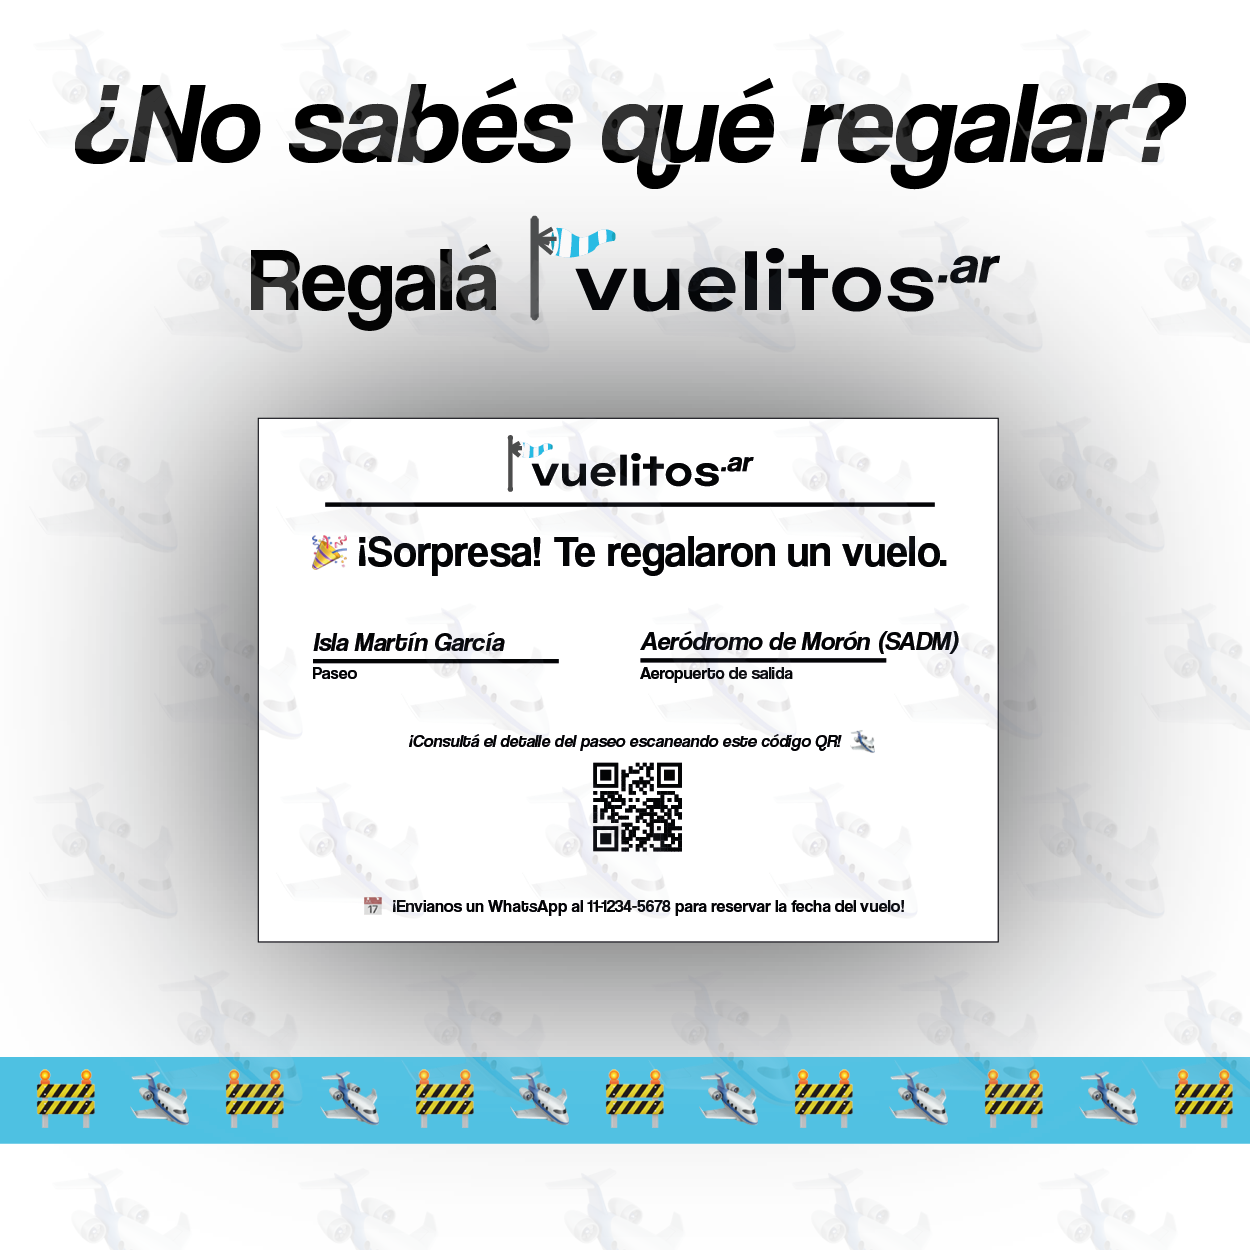 ¿No sabés qué regalar?
Regalá vuelitos.ar
vuelitos.ar
¡Sorpresa! Te regalaron un vuelo.
Isla Martín García
Aeródromo de Morón (SADM)
Paseo
Aeropuerto de salida
¡Consultá el detalle del paseo escaneando este código QR!
17
¡Envianos un WhatsApp al 11-1234-5678 para reservar la fecha del vuelo!